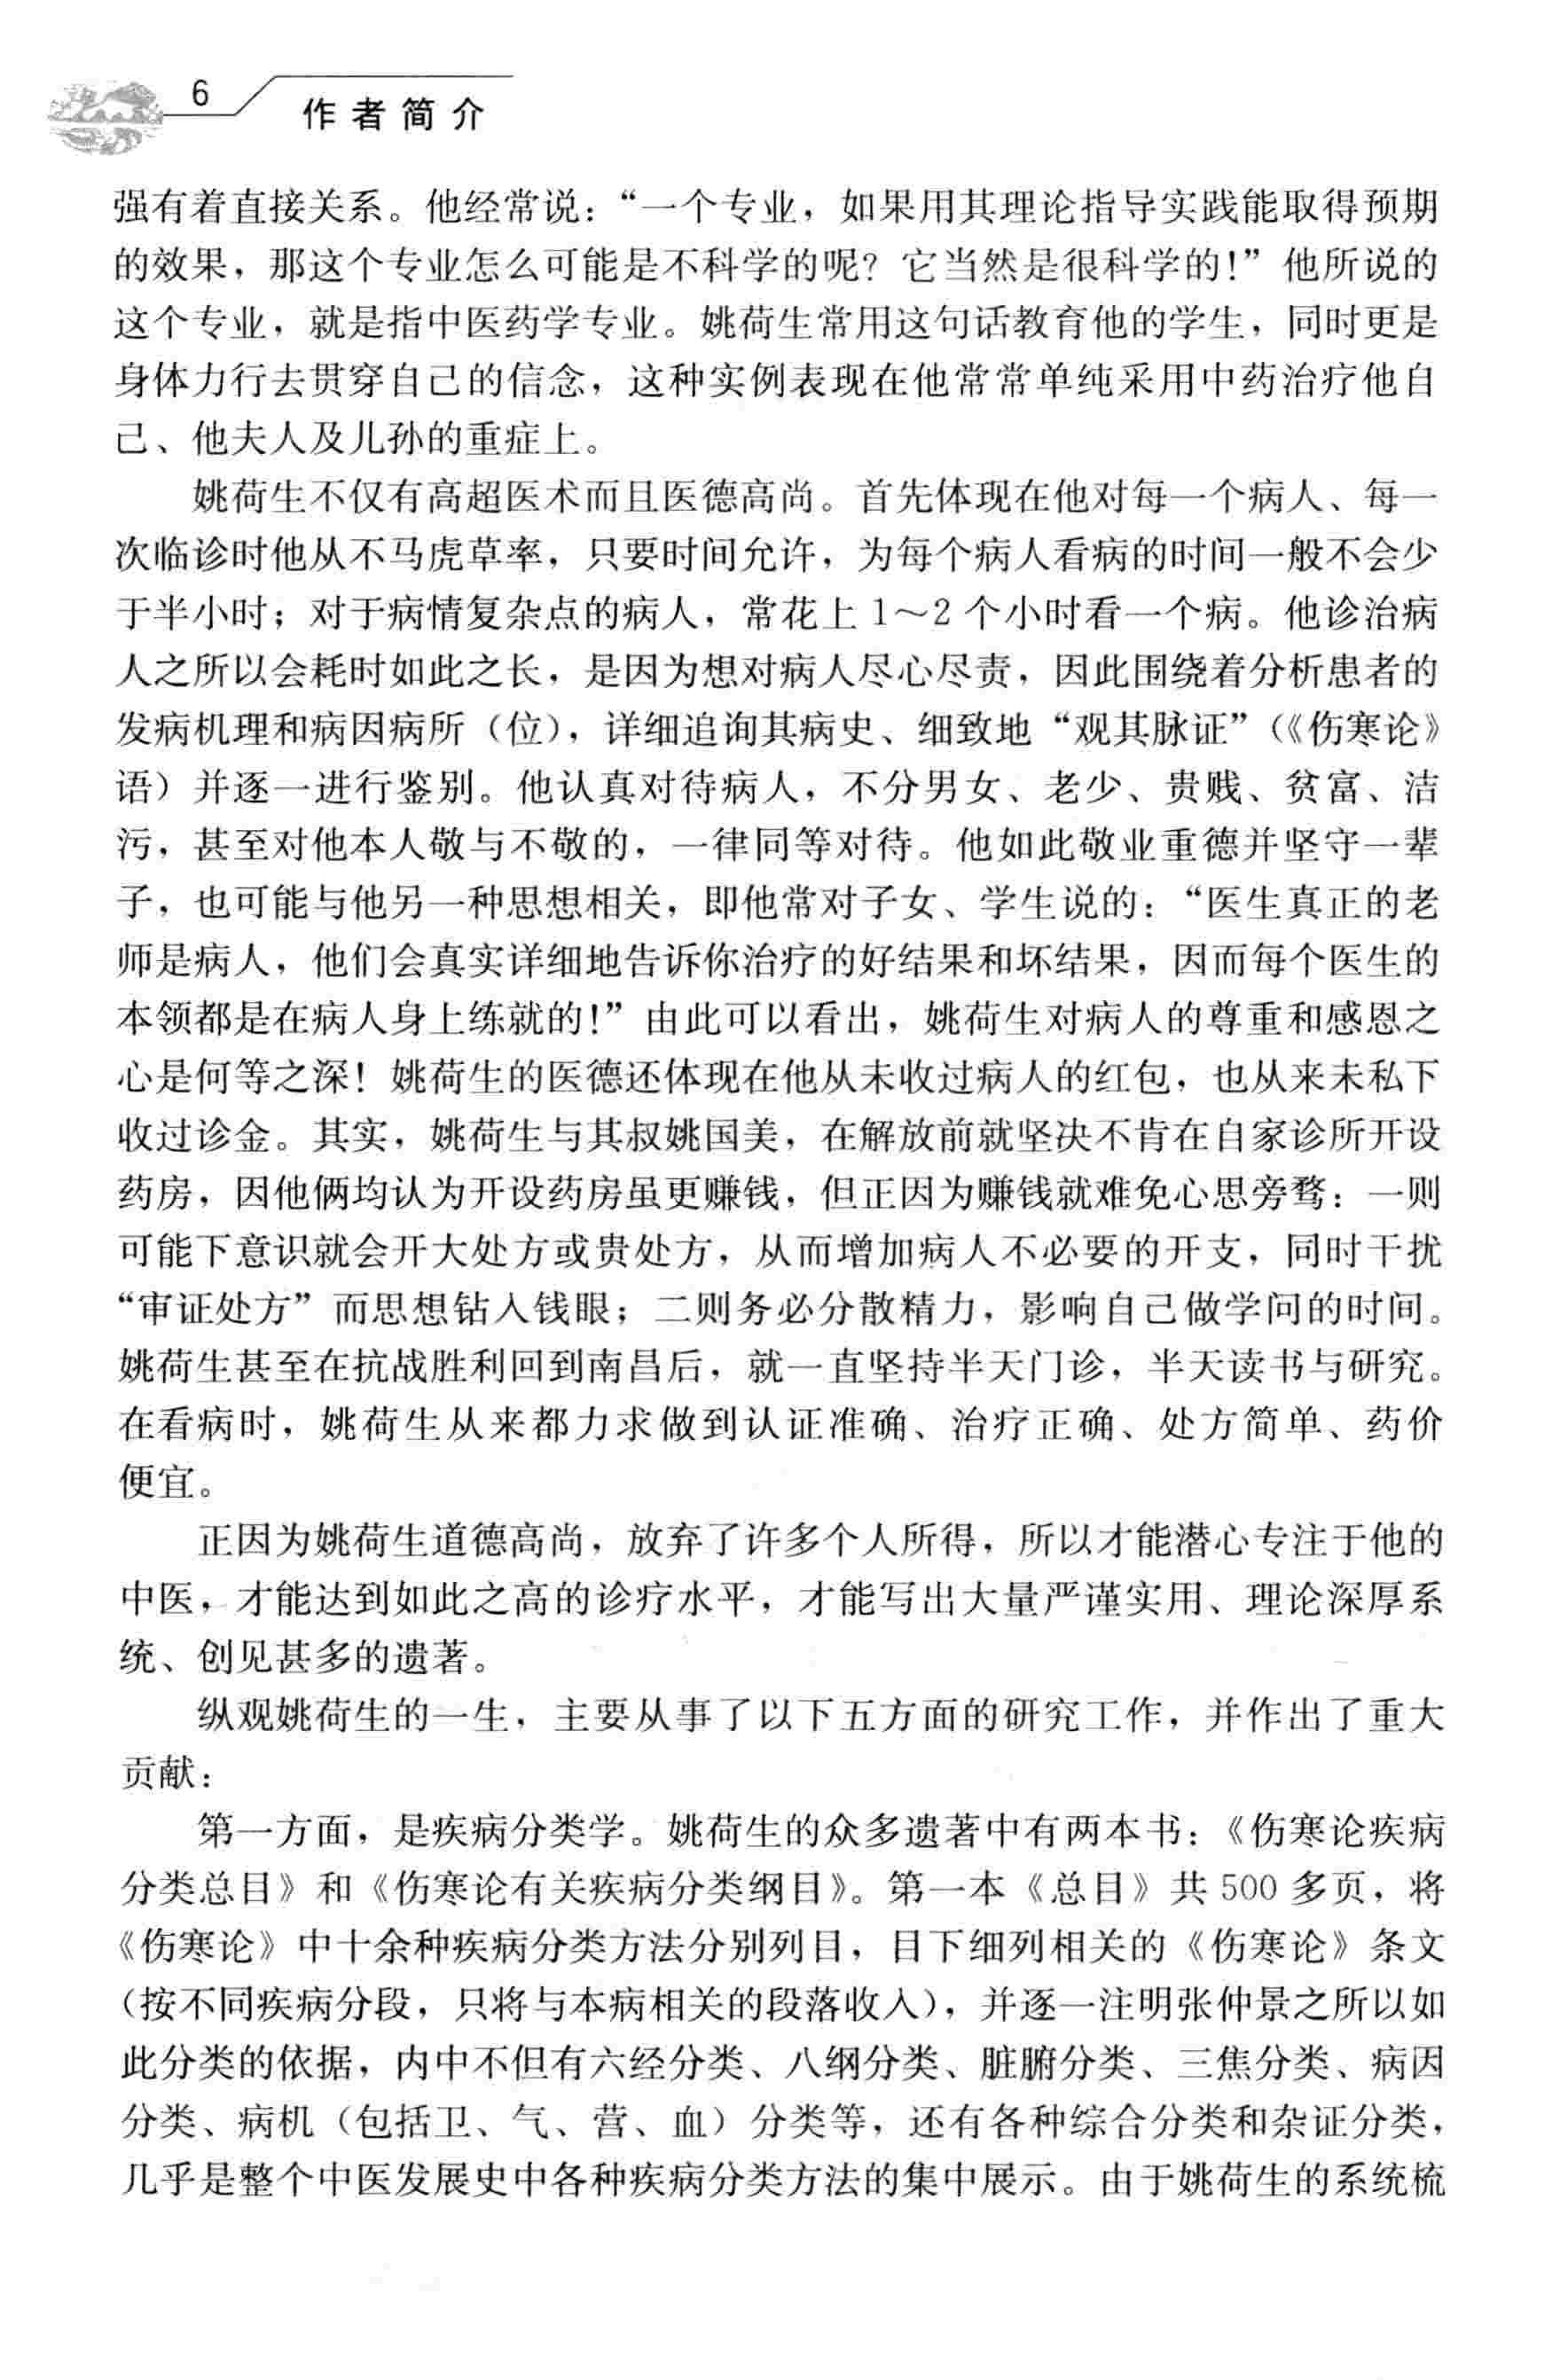 6
作者简介
强有着直接关系。他经常说：“一个专业，如果用其理论指导实践能取得预期
的效果，那这个专业怎么可能是不科学的呢？它当然是很科学的！”他所说的
这个专业，就是指中医药学专业。姚荷生常用这句话教育他的学生，同时更是
身体力行去贯穿自己的信念，这种实例表现在他常常单纯采用中药治疗他自
己、他夫人及儿孙的重症上。
姚荷生不仅有高超医术而且医德高尚。首先体现在他对每一个病人、每一
次临诊时他从不马虎草率，只要时间允许，为每个病人看病的时间一般不会少
于半小时；对于病情复杂点的病人，常花上 1～2 个小时看一个病。他诊治病
人之所以会耗时如此之长，是因为想对病人尽心尽责，因此围绕着分析患者的
发病机理和病因病所（位），详细追询其病史、细致地“观其脉证”（《伤寒论》
语）并逐一进行鉴别。他认真对待病人，不分男女、老少、贵贱、贫富、洁
污，甚至对他本人敬与不敬的，一律同等对待。他如此敬业重德并坚守一辈
子，也可能与他另一种思想相关，即他常对子女、学生说的：“医生真正的老
师是病人，他们会真实详细地告诉你治疗的好结果和坏结果，因而每个医生的
本领都是在病人身上练就的！”由此可以看出，姚荷生对病人的尊重和感恩之
心是何等之深！姚荷生的医德还体现在他从未收过病人的红包，也从来未私下
收过诊金。其实，姚荷生与其叔姚国美，在解放前就坚决不肯在自家诊所开设
药房，因他俩均认为开设药房虽更赚钱，但正因为赚钱就难免心思旁骛：一则
可能下意识就会开大处方或贵处方，从而增加病人不必要的开支，同时干扰
“审证处方”而思想钻入钱眼；二则务必分散精力，影响自己做学问的时间。
姚荷生甚至在抗战胜利回到南昌后，就一直坚持半天门诊，半天读书与研究。
在看病时，姚荷生从来都力求做到认证准确、治疗正确、处方简单、药价
便宜。
正因为姚荷生道德高尚，放弃了许多个人所得，所以才能潜心专注于他的
中医，才能达到如此之高的诊疗水平，才能写出大量严谨实用、理论深厚系
统、创见甚多的遗著。
纵观姚荷生的一生，主要从事了以下五方面的研究工作，并作出了重大
贡献：
第一方面，是疾病分类学。姚荷生的众多遗著中有两本书：《伤寒论疾病
分类总目》和《伤寒论有关疾病分类纲目》。第一本《总目》共 500 多页，将
《伤寒论》中十余种疾病分类方法分别列目，目下细列相关的《伤寒论》条文
（按不同疾病分段，只将与本病相关的段落收入），并逐一注明张仲景之所以如
此分类的依据，内中不但有六经分类、八纲分类、脏腑分类、三焦分类、病因
分类、病机（包括卫、气、营、血）分类等，还有各种综合分类和杂证分类，
几乎是整个中医发展史中各种疾病分类方法的集中展示。由于姚荷生的系统梳